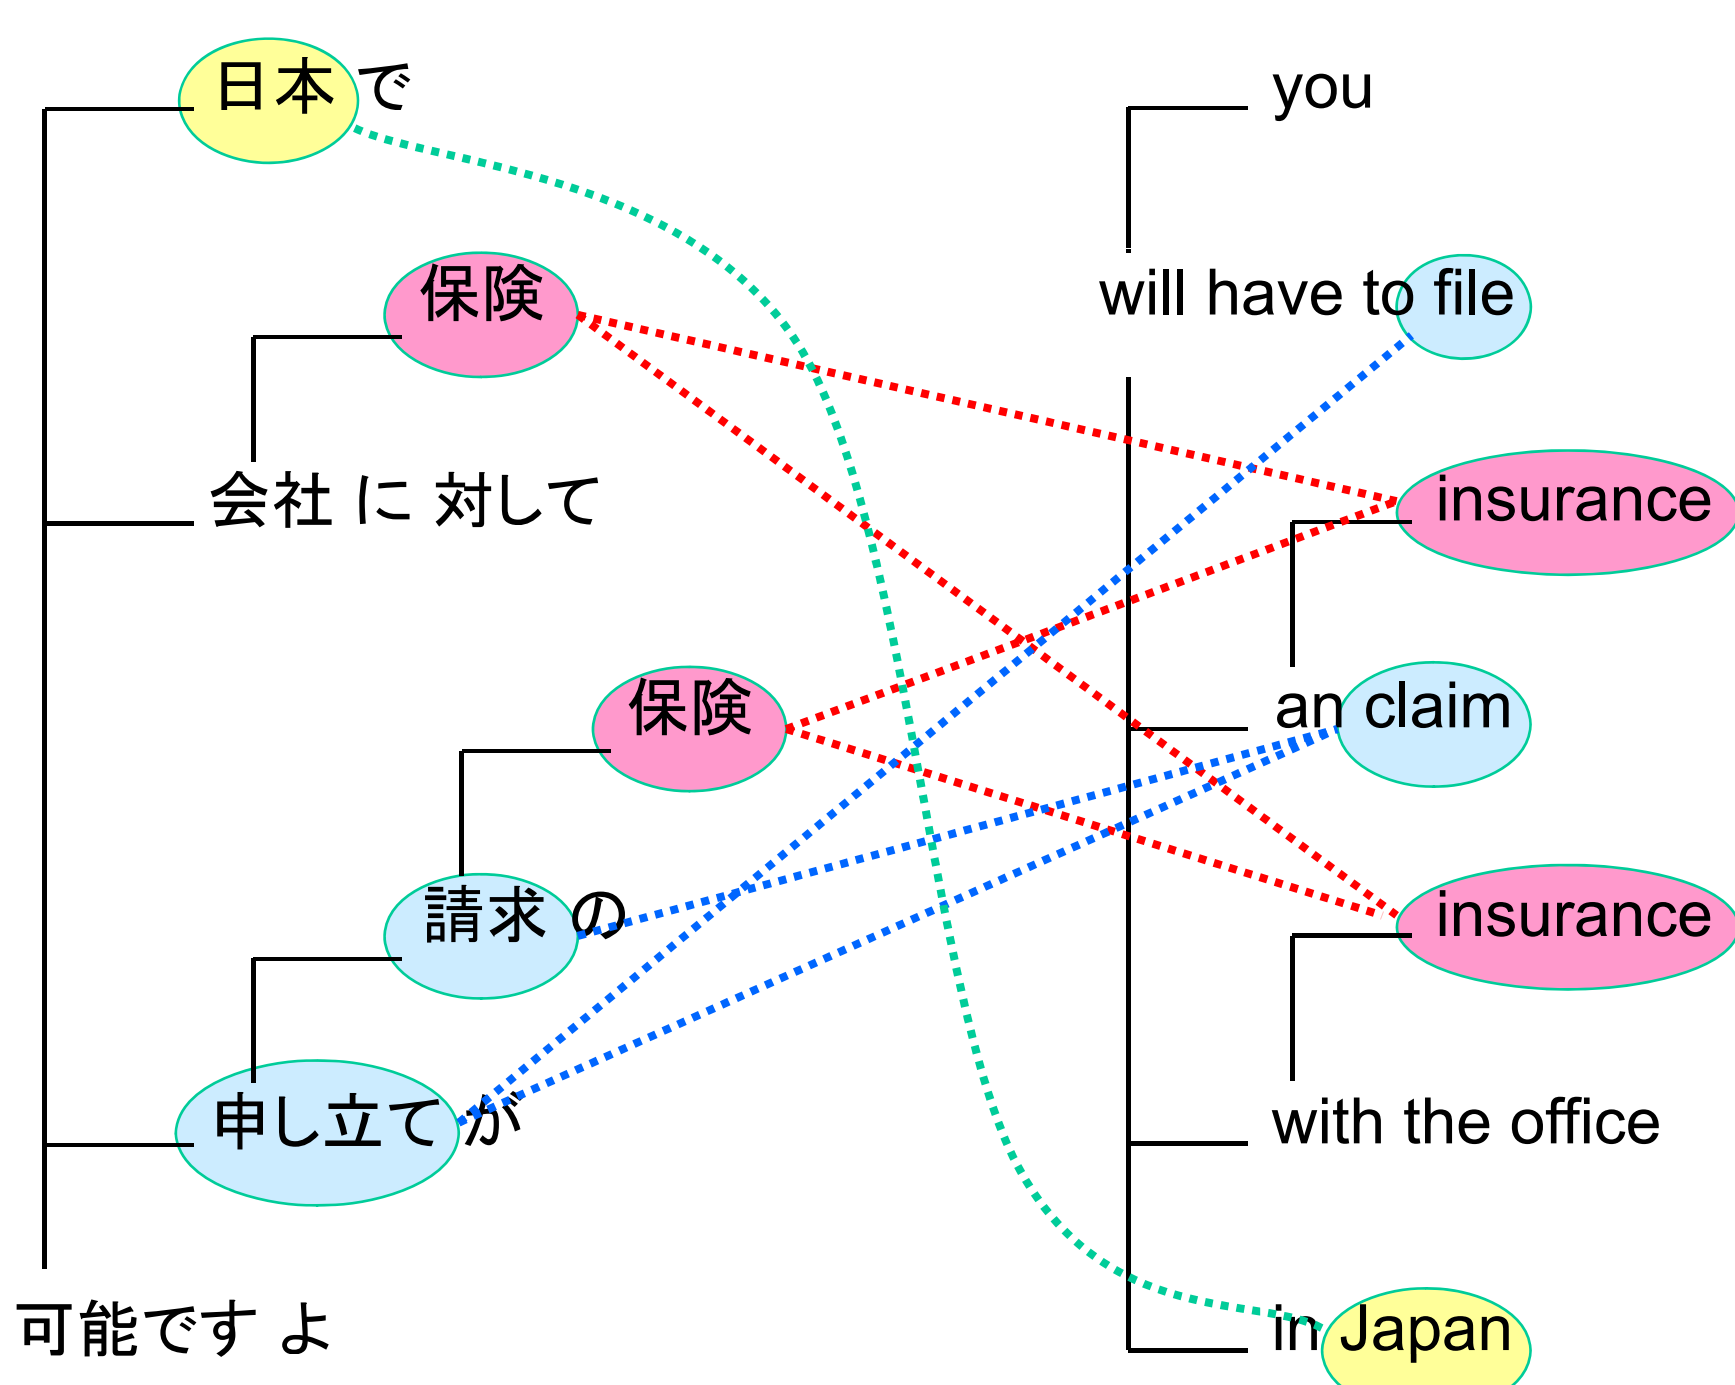 日本 で
保険
会社 に 対して
保険
請求 の
申し立て が
可能です よ
you
will have to file
insurance
an claim
insurance
with the office
in Japan